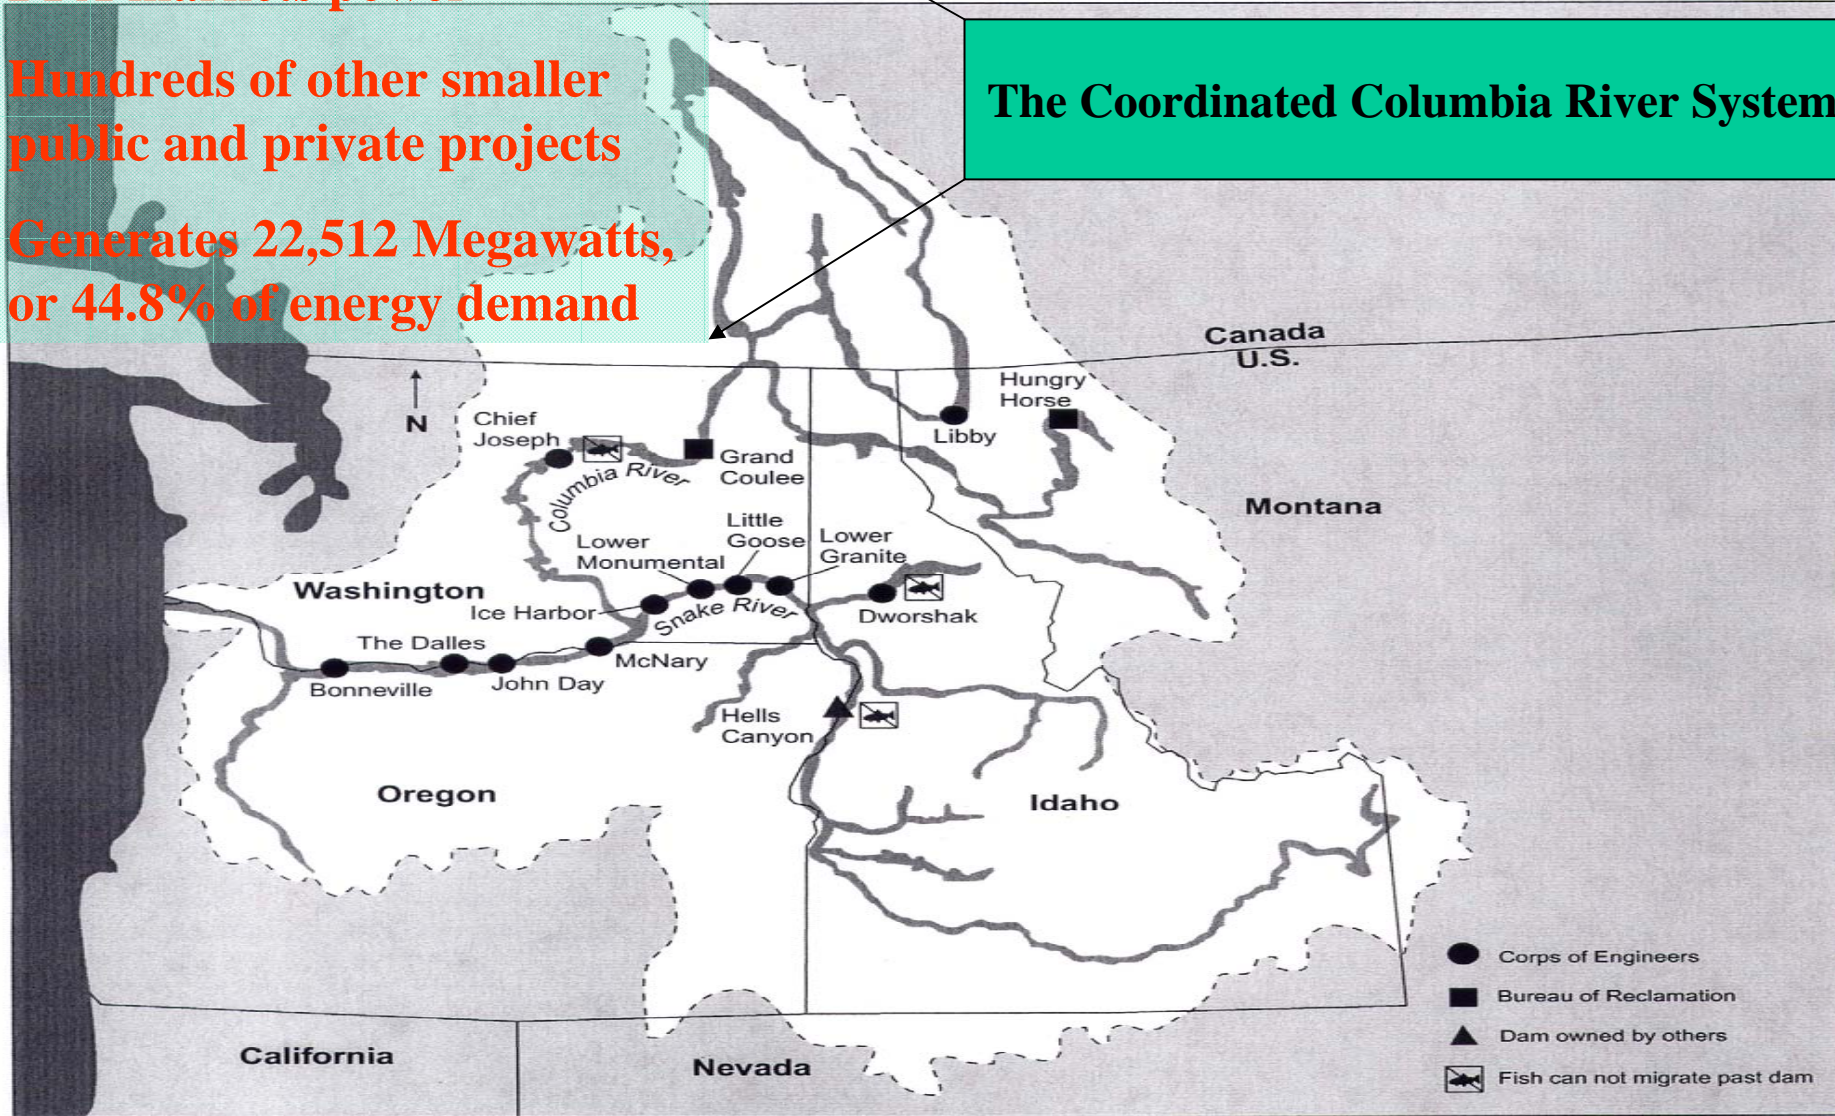 Hundreds of other smaller
public and private projects
Generates 22,512 Megawatts,
or 44.8% of energy demand
The Coordinated Columbia River System
Canada
U.S.
Hungry
Horse
N
Chief
Joseph
Libby
Grand
Coulee
Columbia River
Montana
Little
Goose
Lower
Granite
Lower
Monumental
Washington
Ice Harbor
Snake River
Dworshak
The Dalles
McNary
Bonneville
John Day
Hells
Canyon
Oregon
Idaho
Corps of Engineers
Bureau of Reclamation
Dam owned by others
Fish can not migrate past dam
California
Nevada